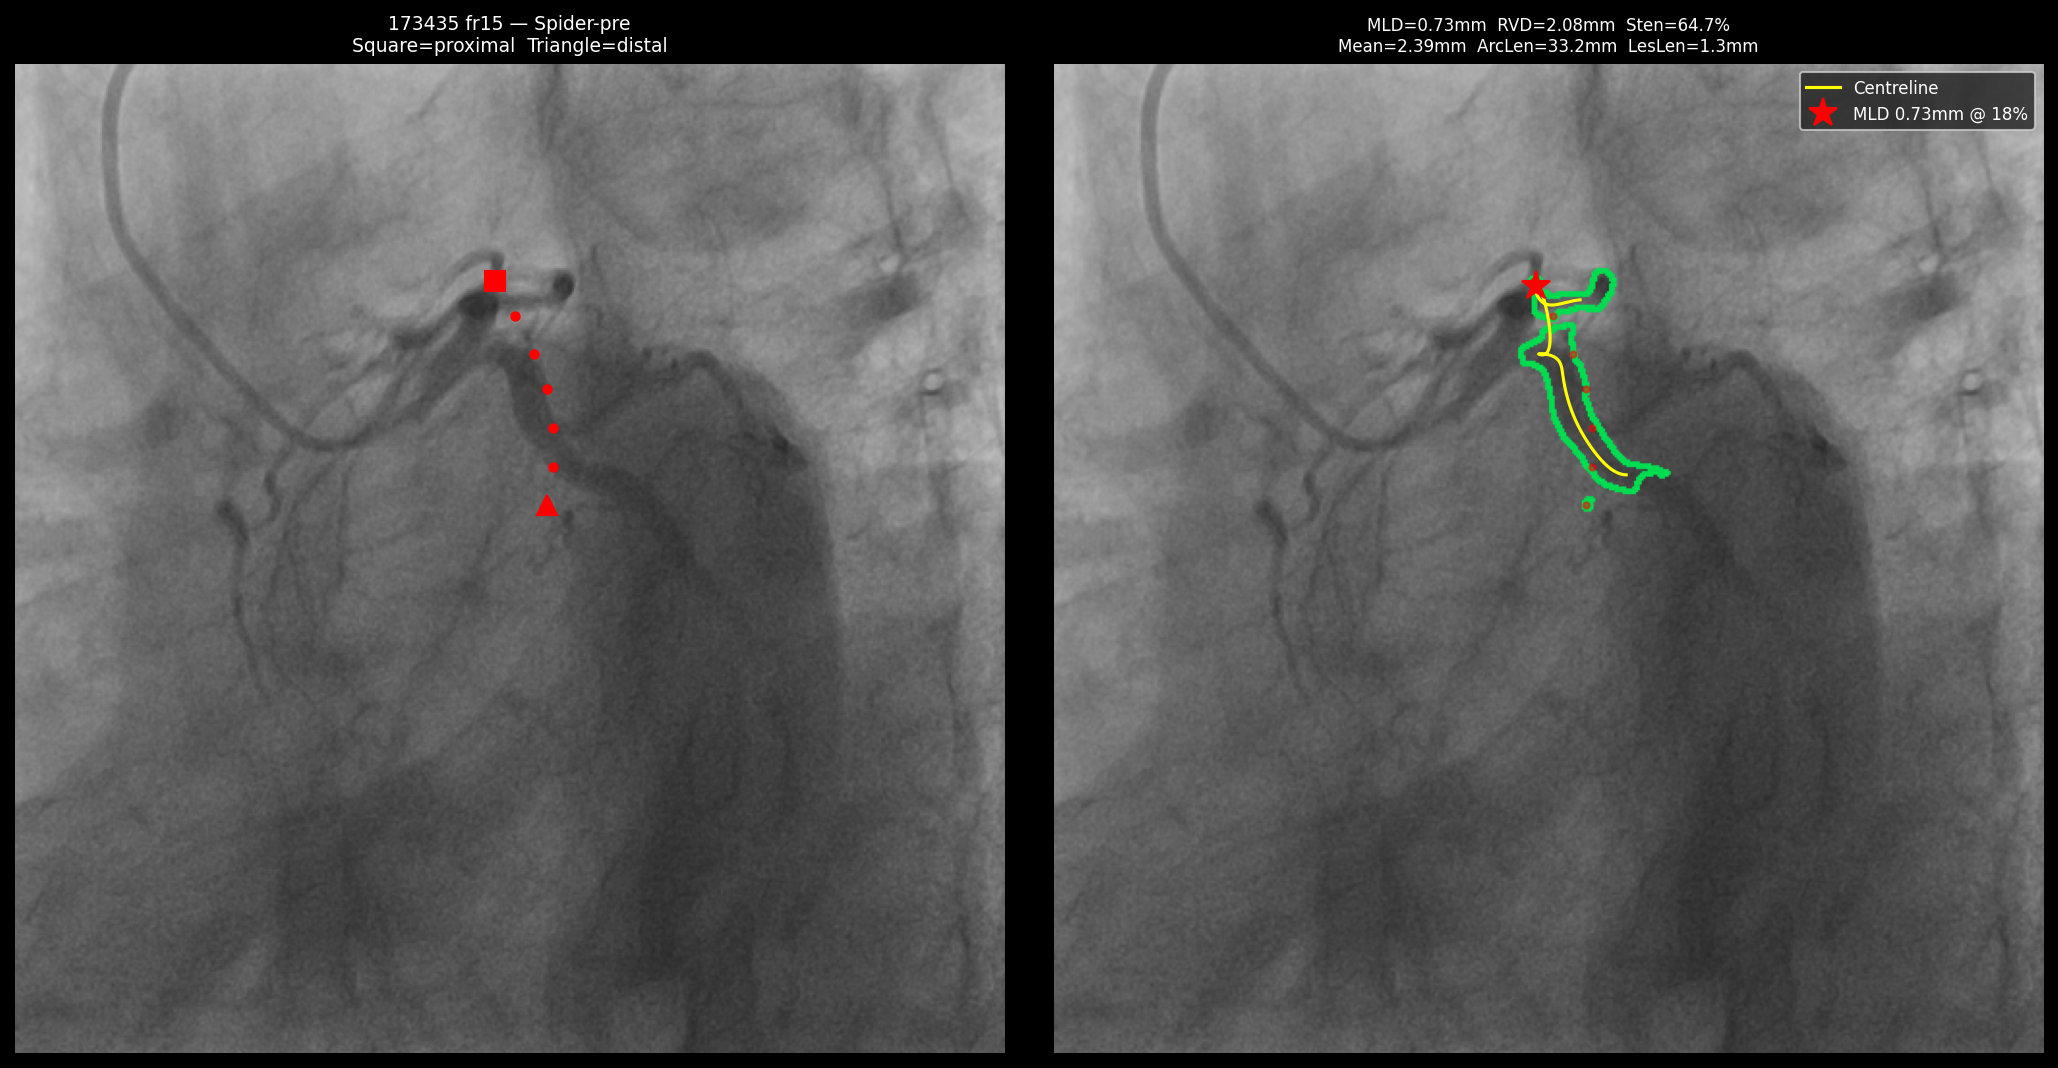 173435 fr15 — Spider-pre
Square=proximal  Triangle=distal
MLD=0.73mm  RVD=2.08mm  Sten=64.7%
Mean=2.39mm  ArcLen=33.2mm  LesLen=1.3mm
Centreline
MLD 0.73mm @ 18%